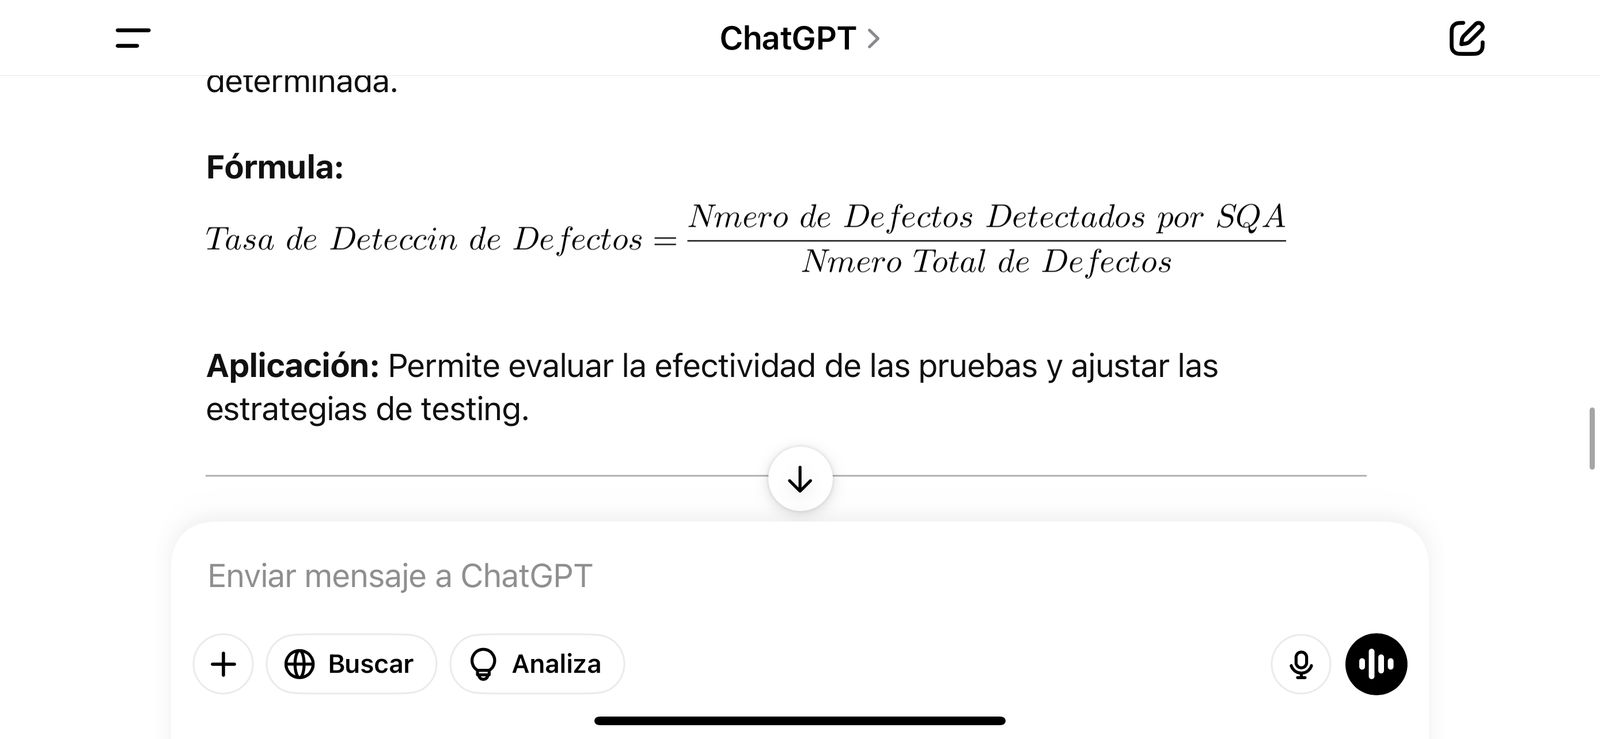 ChatGPT
determinada.
Fórmula:
Tasa de Deteccin de Defectos = Nmero de Defectos Detectados por SQA
Nmero Total de Defectos
Aplicación: Permite evaluar la efectividad de las pruebas y ajustar las
estrategias de testing.
Enviar mensaje a ChatGPT
Buscar
Analiza